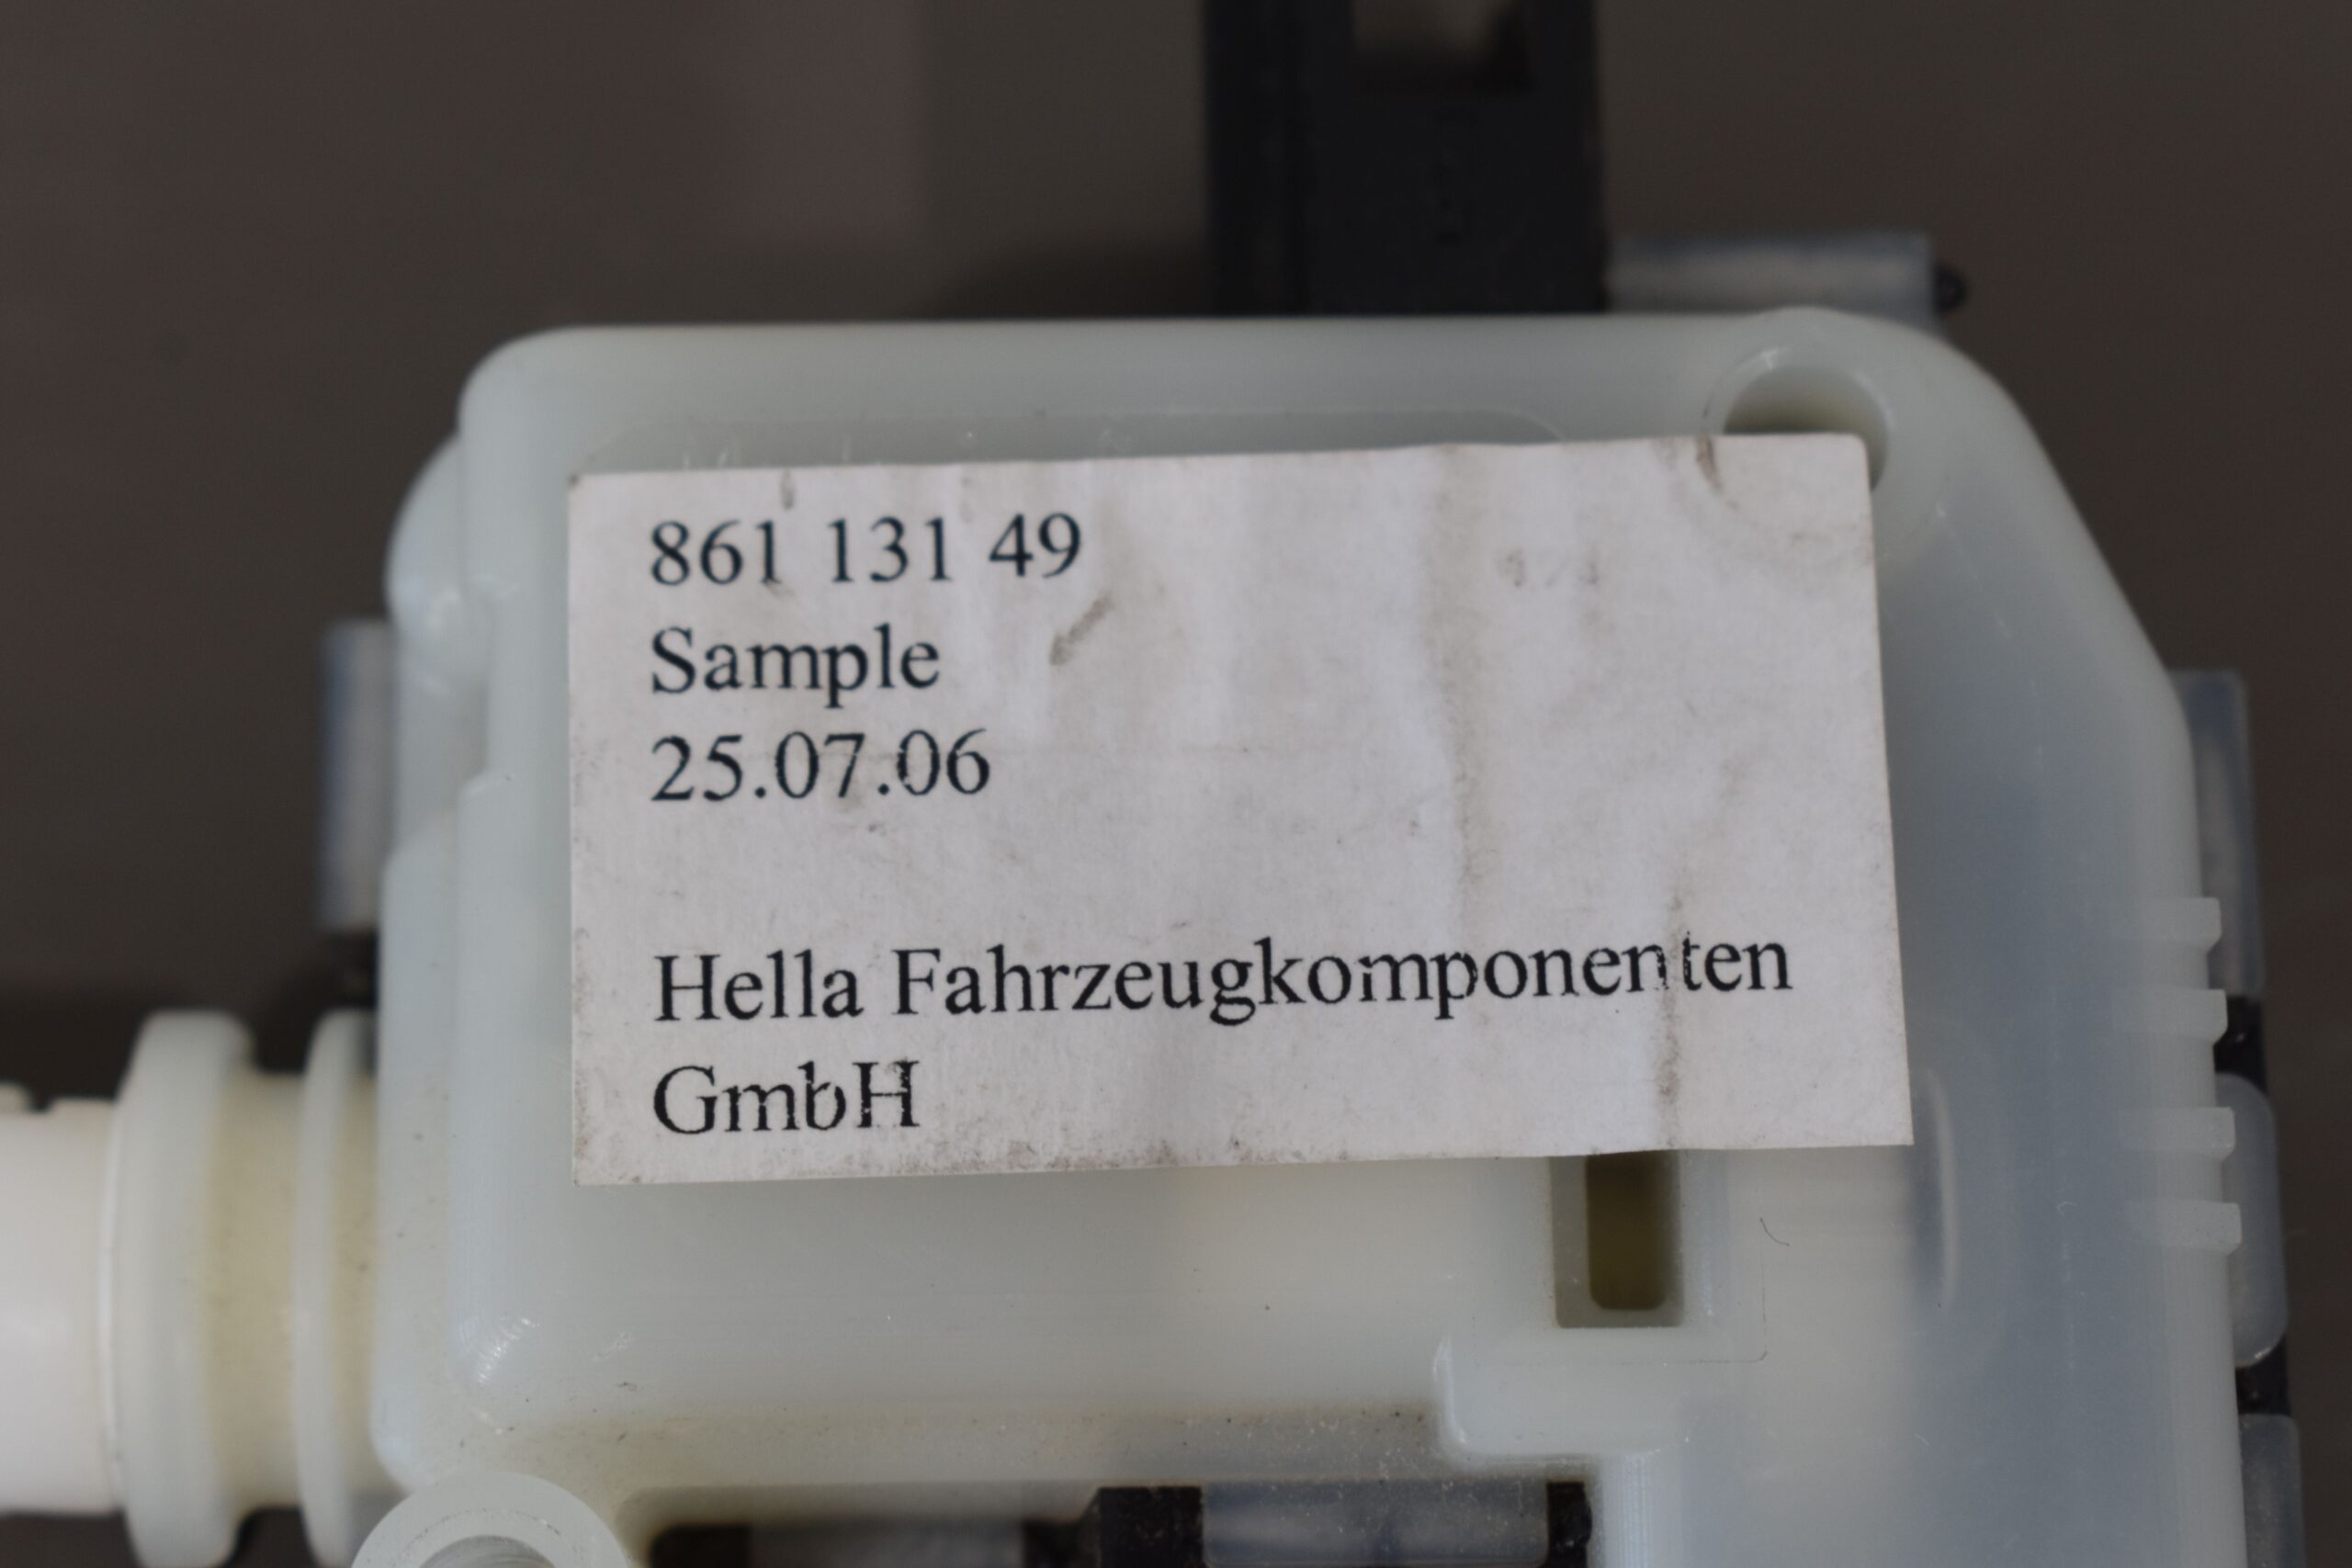 861 131 49
Sample
25.07.06
Hella Fahrzeugkomponenten
GmbH